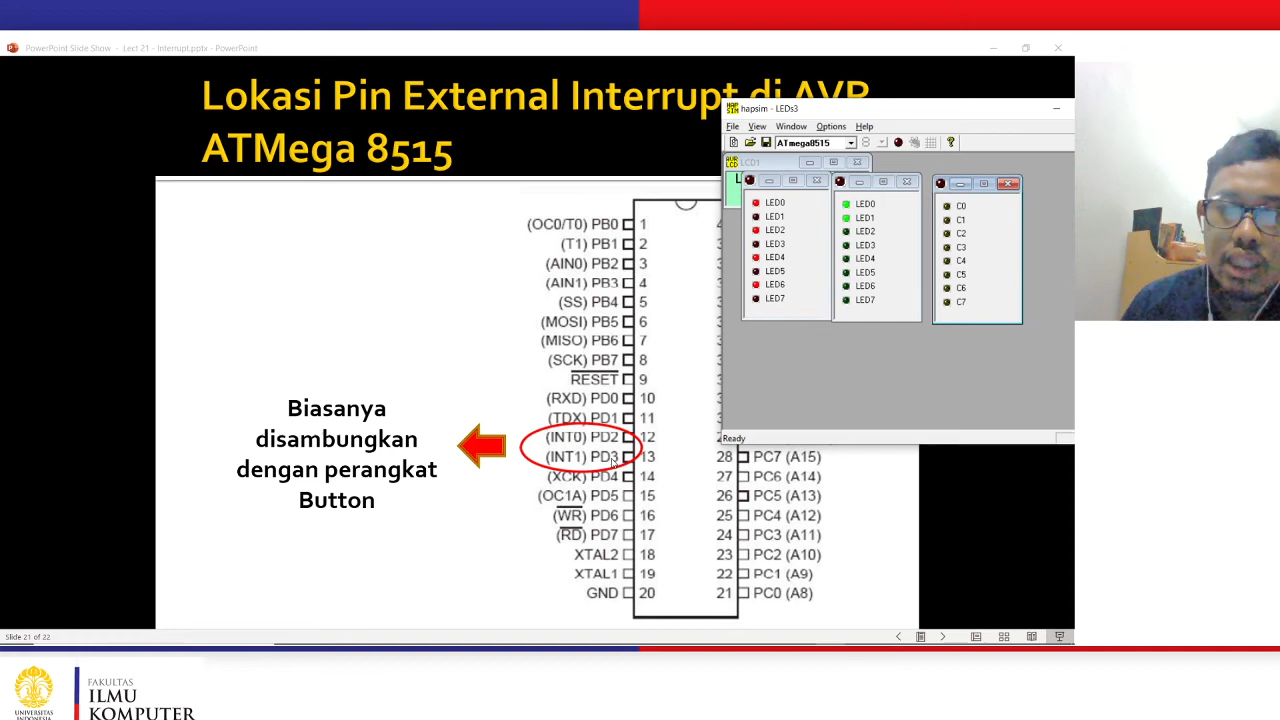 PowerPoint Slide Show - Lect 21 - Interrupt.pptx - PowerPoint
Lokasi Pin External Interrupt di AVR
ATMega 8515
hapsim - LEDs3
File View Window Options Help
ATmega8515
LCD1
LED0
LED1
LED2
LED3
LED4
LED5
LED6
LED7
LED0
LED1
LED2
LED3
LED4
LED5
LED6
LED7
C0
C1
C2
C3
C4
C5
C6
C7
Ready
(OC0/T0) PB0 1
(T1) PB1 2
(AIN0) PB2 3
(AIN1) PB3 4
(SS) PB4 5
(MOSI) PB5 6
(MISO) PB6 7
(SCK) PB7 8
RESET 9
(RXD) PD0 10
(TDX) PD1 11
(INT0) PD2 12
(INT1) PD3 13
(XCK) PD4 14
(OC1A) PD5 15
(WR) PD6 16
(RD) PD7 17
XTAL2 18
XTAL1 19
GND 20
28 PC7 (A15)
27 PC6 (A14)
26 PC5 (A13)
25 PC4 (A12)
24 PC3 (A11)
23 PC2 (A10)
22 PC1 (A9)
21 PC0 (A8)
Biasanya
disambungkan
dengan perangkat
Button
Slide 21 of 22
UNIVERSITAS
INDONESIA
FAKULTAS
ILMU
KOMPUTER